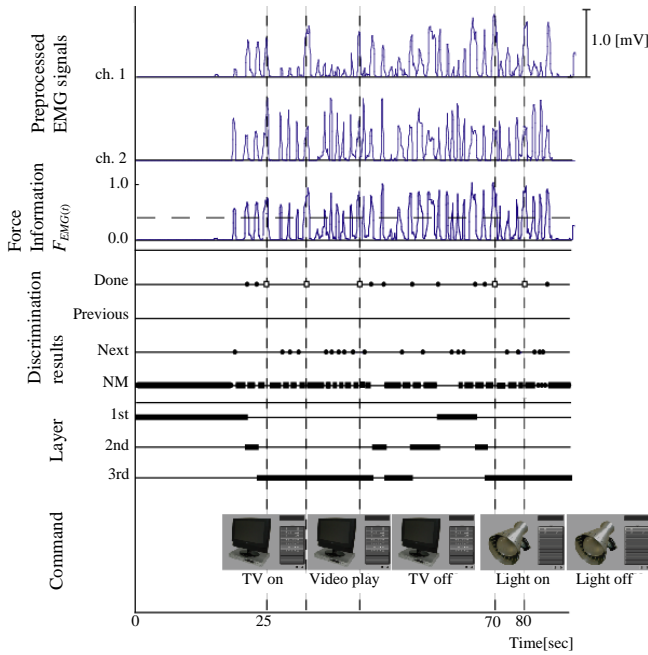 Preprocessed
EMG signals
ch. 1
1.0 [mV]
ch. 2
Force
Information
F_EMG(t)
1.0
0.0
Discrimination
results
Done
Previous
Next
NM
Layer
1st
2nd
3rd
Command
TV on
Video play
TV off
Light on
Light off
0
25
70
80
Time[sec]